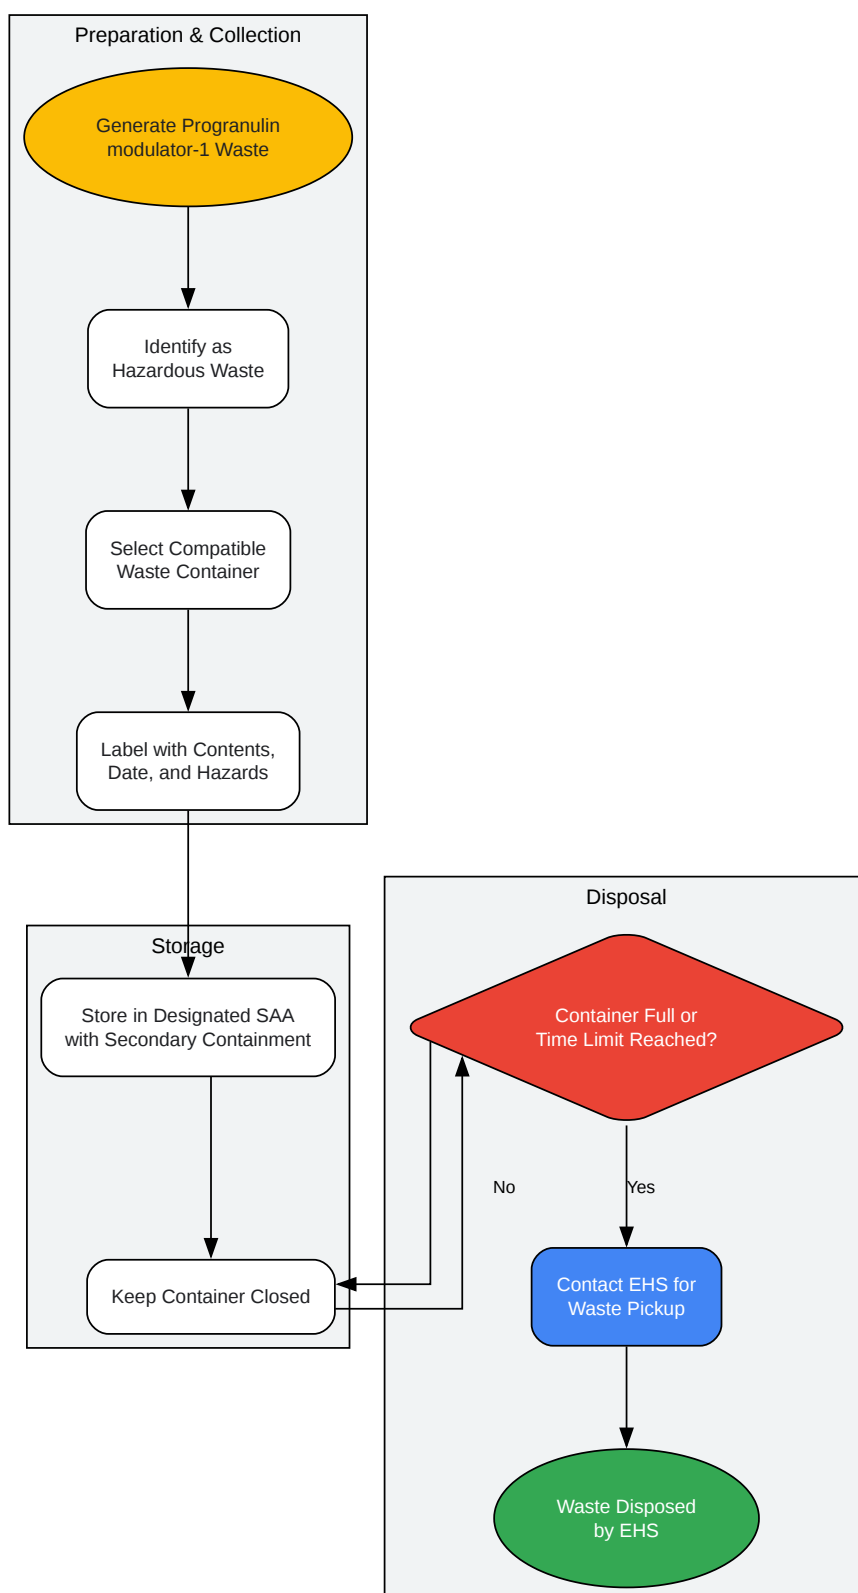 Preparation & Collection
Generate Progranulin
modulator-1 Waste
Identify as
Hazardous Waste
Select Compatible
Waste Container
Label with Contents,
Date, and Hazards
Storage
Store in Designated SAA
with Secondary Containment
Keep Container Closed
Disposal
Container Full or
Time Limit Reached?
No
Yes
Contact EHS for
Waste Pickup
Waste Disposed
by EHS